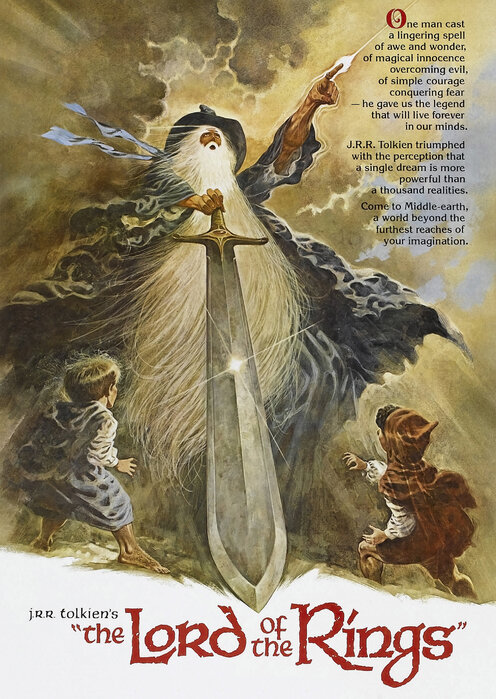 One man cast
a lingering spell
of awe and wonder,
of magical innocence
overcoming evil,
of simple courage
conquering fear
— he gave us the legend
that will live forever
in our minds.
J.R.R. Tolkien triumphed
with the perception that
a single dream is more
powerful than
a thousand realities.
Come to Middle-earth,
a world beyond the
furthest reaches of
your imagination.
j.R.R. tolkien's
"the Lord of the Rings"